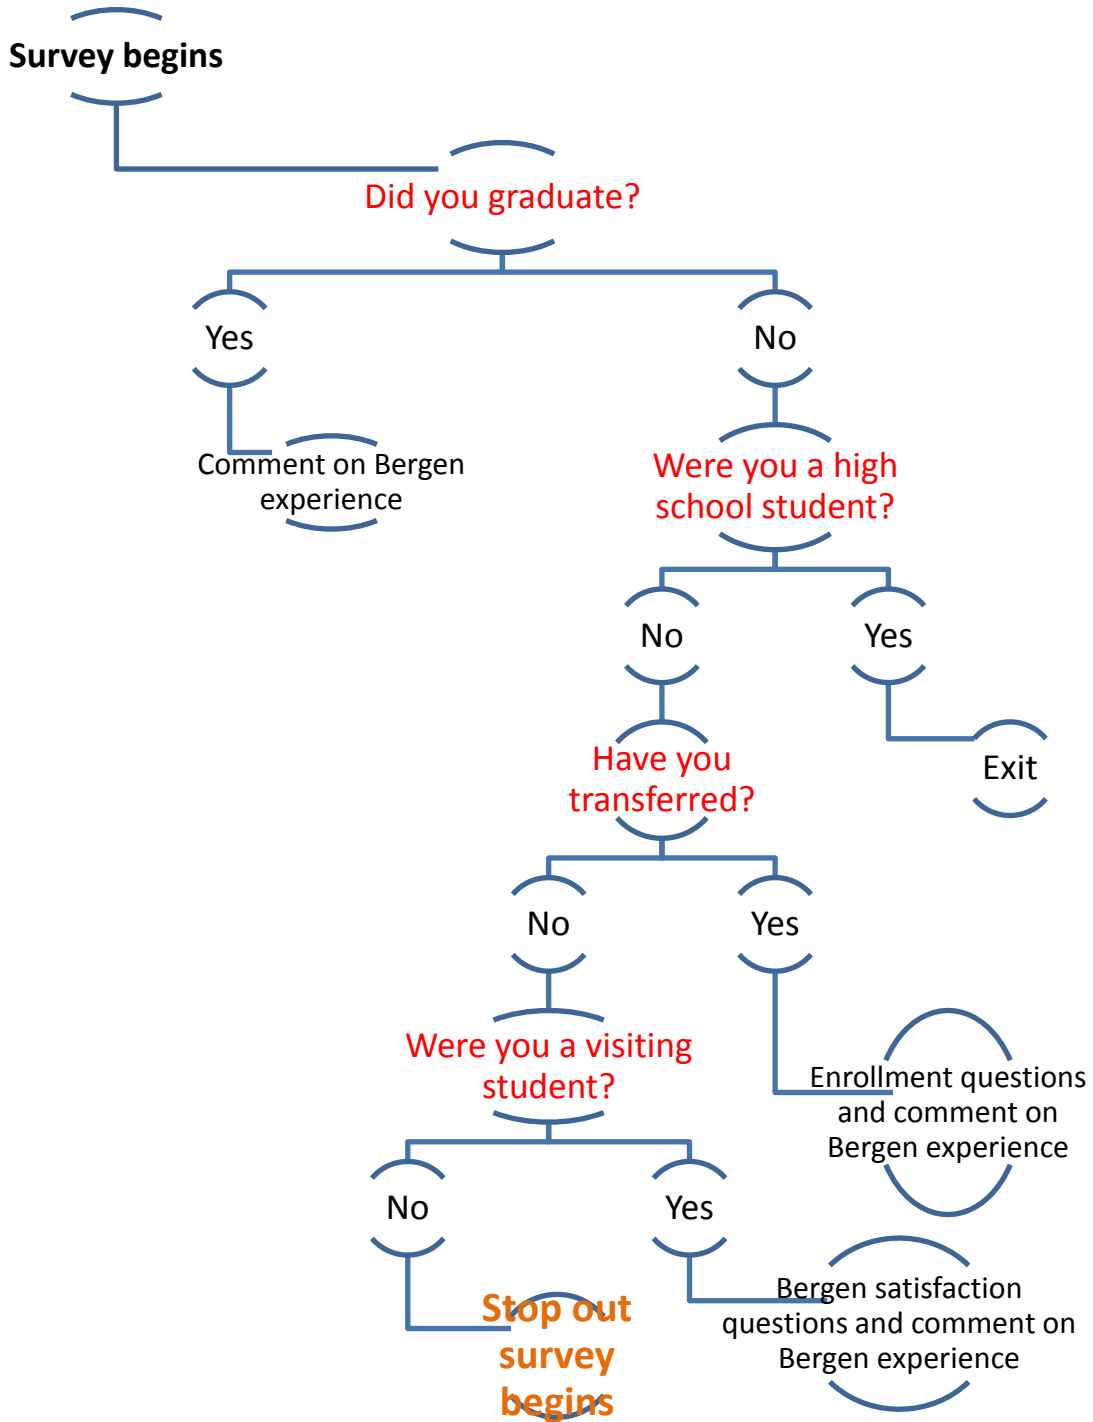 Survey begins
Did you graduate?
Yes
No
Comment on Bergen
experience
Were you a high
school student?
No
Yes
Have you
transferred?
Exit
No
Yes
Were you a visiting
student?
Enrollment questions
and comment on
Bergen experience
No
Yes
Stop out
survey
begins
Bergen satisfaction
questions and comment on
Bergen experience